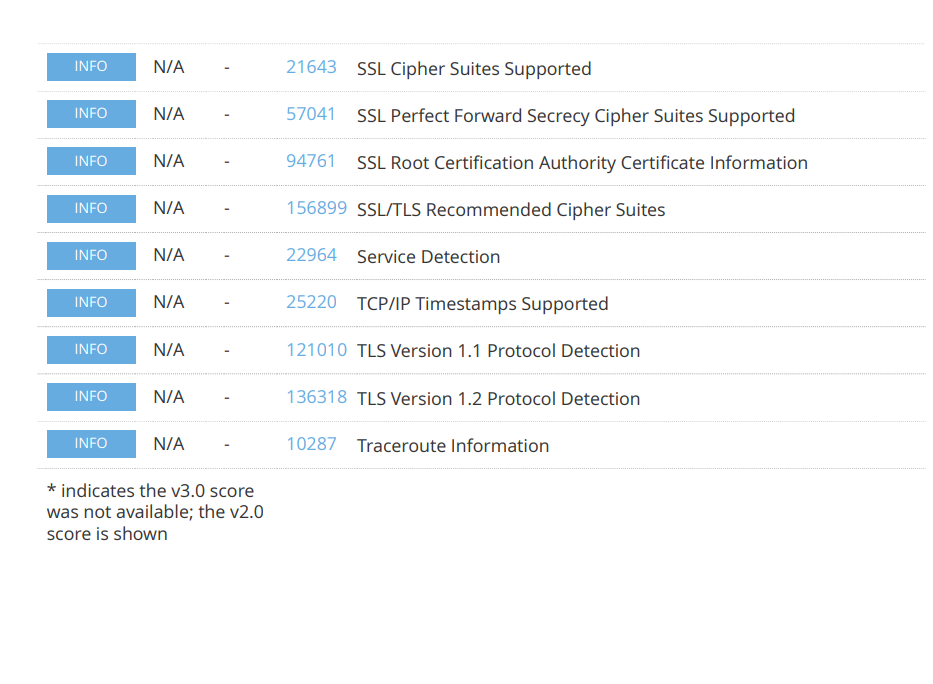 INFO N/A - 21643 SSL Cipher Suites Supported
INFO N/A - 57041 SSL Perfect Forward Secrecy Cipher Suites Supported
INFO N/A - 94761 SSL Root Certification Authority Certificate Information
INFO N/A - 156899 SSL/TLS Recommended Cipher Suites
INFO N/A - 22964 Service Detection
INFO N/A - 25220 TCP/IP Timestamps Supported
INFO N/A - 121010 TLS Version 1.1 Protocol Detection
INFO N/A - 136318 TLS Version 1.2 Protocol Detection
INFO N/A - 10287 Traceroute Information
* indicates the v3.0 score
was not available; the v2.0
score is shown